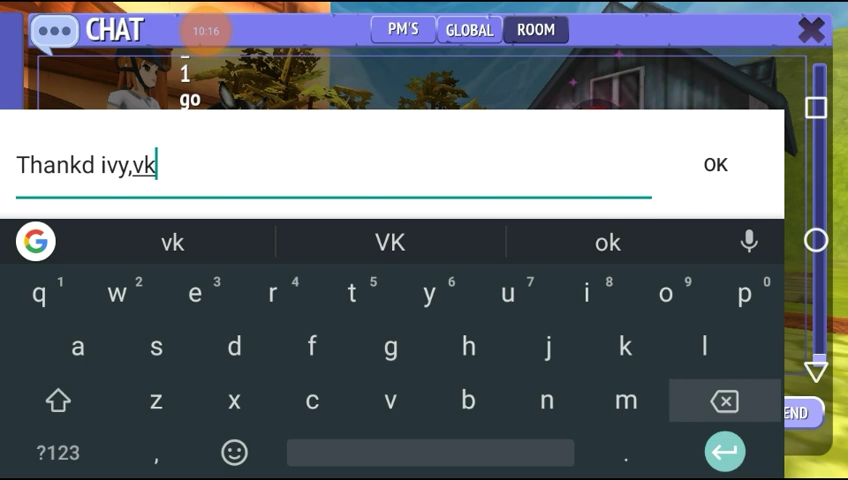 CHAT 10:16 PM'S GLOBAL ROOM
1
go
Thankd ivy,vk OK
G vk VK ok
q 1 w 2 e 3 r 4 t 5 y 6 u 7 i 8 o 9 p 0
a s d f g h j k l
z x c v b n m
END
?123 , .